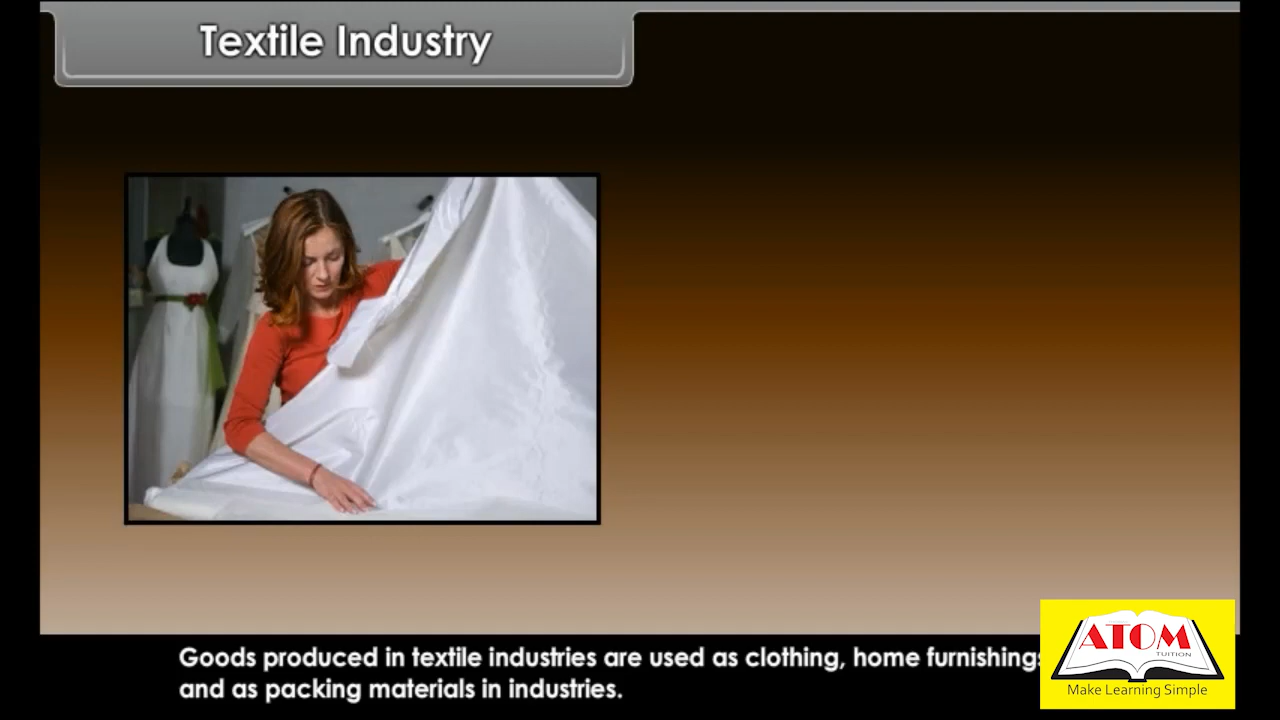 Textile Industry
Goods produced in textile industries are used as clothing, home furnishings
and as packing materials in industries.
ATOM
TUITION
Make Learning Simple